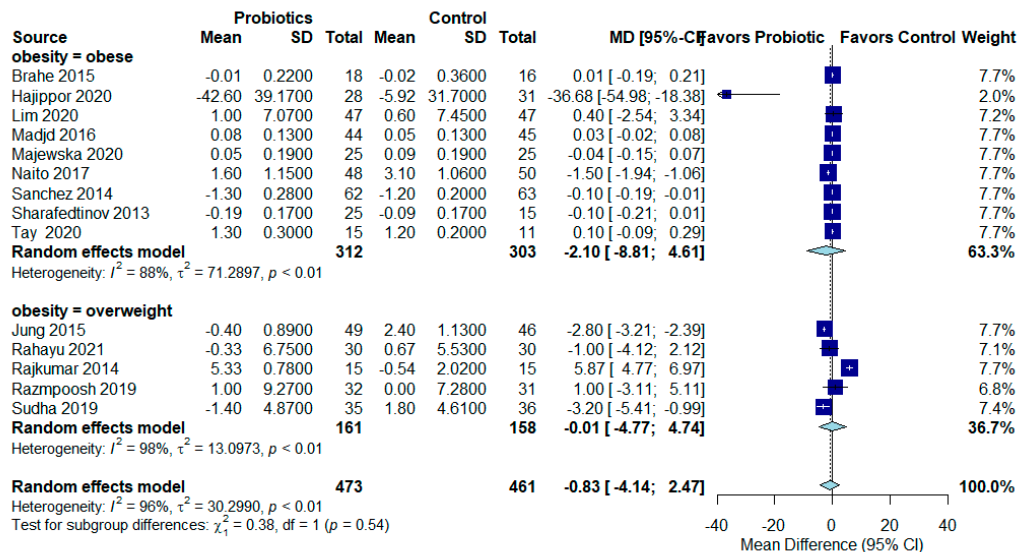 Probiotics Control
Source Mean SD Total Mean SD Total MD [95%-CI] Favors Probiotic Favors Control Weight
obesity = obese
Brahe 2015 -0.01 0.2200 18 -0.02 0.3600 16 0.01 [ -0.19; 0.21] 7.7%
Hajippor 2020 -42.60 39.1700 28 -5.92 31.7000 31 -36.68 [-54.98; -18.38] 2.0%
Lim 2020 1.00 7.0700 47 0.60 7.4500 47 0.40 [ -2.54; 3.34] 7.2%
Madjd 2016 0.08 0.1300 44 0.05 0.1300 45 0.03 [ -0.02; 0.08] 7.7%
Majewska 2020 0.05 0.1900 25 0.09 0.1900 25 -0.04 [ -0.15; 0.07] 7.7%
Naito 2017 1.60 1.1500 48 3.10 1.0600 50 -1.50 [ -1.94; -1.06] 7.7%
Sanchez 2014 -1.30 0.2800 62 -1.20 0.2000 63 -0.10 [ -0.19; -0.01] 7.7%
Sharafedtinov 2013 -0.19 0.1700 25 -0.09 0.1700 15 -0.10 [ -0.21; 0.01] 7.7%
Tay 2020 1.30 0.3000 15 1.20 0.2000 11 0.10 [ -0.09; 0.29] 7.7%
Random effects model 312 303 -2.10 [ -8.81; 4.61] 63.3%
Heterogeneity: I² = 88%, τ² = 71.2897, p < 0.01
obesity = overweight
Jung 2015 -0.40 0.8900 49 2.40 1.1300 46 -2.80 [ -3.21; -2.39] 7.7%
Rahayu 2021 -0.33 6.7500 30 0.67 5.5300 30 -1.00 [ -4.12; 2.12] 7.1%
Rajkumar 2014 5.33 0.7800 15 -0.54 2.0200 15 5.87 [ 4.77; 6.97] 7.6%
Razmpoosh 2019 1.00 9.2700 32 0.00 7.2800 31 1.00 [ -3.11; 5.11] 6.8%
Sudha 2019 -1.40 4.8700 35 1.80 4.6100 36 -3.20 [ -5.41; -0.99] 7.4%
Random effects model 161 158 -0.01 [ -4.77; 4.74] 36.7%
Heterogeneity: I² = 98%, τ² = 13.0973, p < 0.01
Random effects model 473 461 -0.83 [ -4.14; 2.47] 100.0%
Heterogeneity: I² = 96%, τ² = 30.2990, p < 0.01
Test for subgroup differences: χ²₁ = 0.38, df = 1 (p = 0.54)
-40 -20 0 20 40
Mean Difference (95% CI)